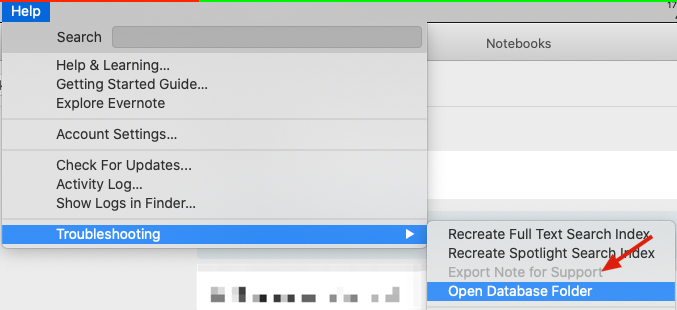 Help
17
Search
Notebooks
Help & Learning...
Getting Started Guide...
Explore Evernote
Account Settings...
Check For Updates...
Activity Log...
Show Logs in Finder...
Troubleshooting
Recreate Full Text Search Index
Recreate Spotlight Search Index
Export Note for Support
Open Database Folder